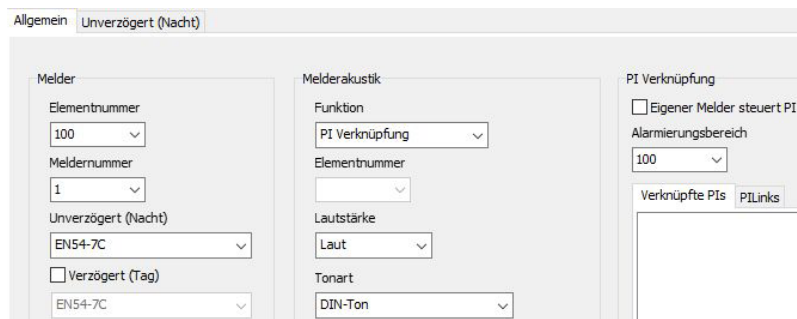 Allgemein Unverzögert (Nacht)
Melder
Elementnummer
100
Meldernummer
1
Unverzögert (Nacht)
EN54-7C
Verzögert (Tag)
EN54-7C
Melderakustik
Funktion
PI Verknüpfung
Elementnummer
Lautstärke
Laut
Tonart
DIN-Ton
PI Verknüpfung
Eigener Melder steuert PI
Alarmierungsbereich
100
Verknüpfte PIs PILinks